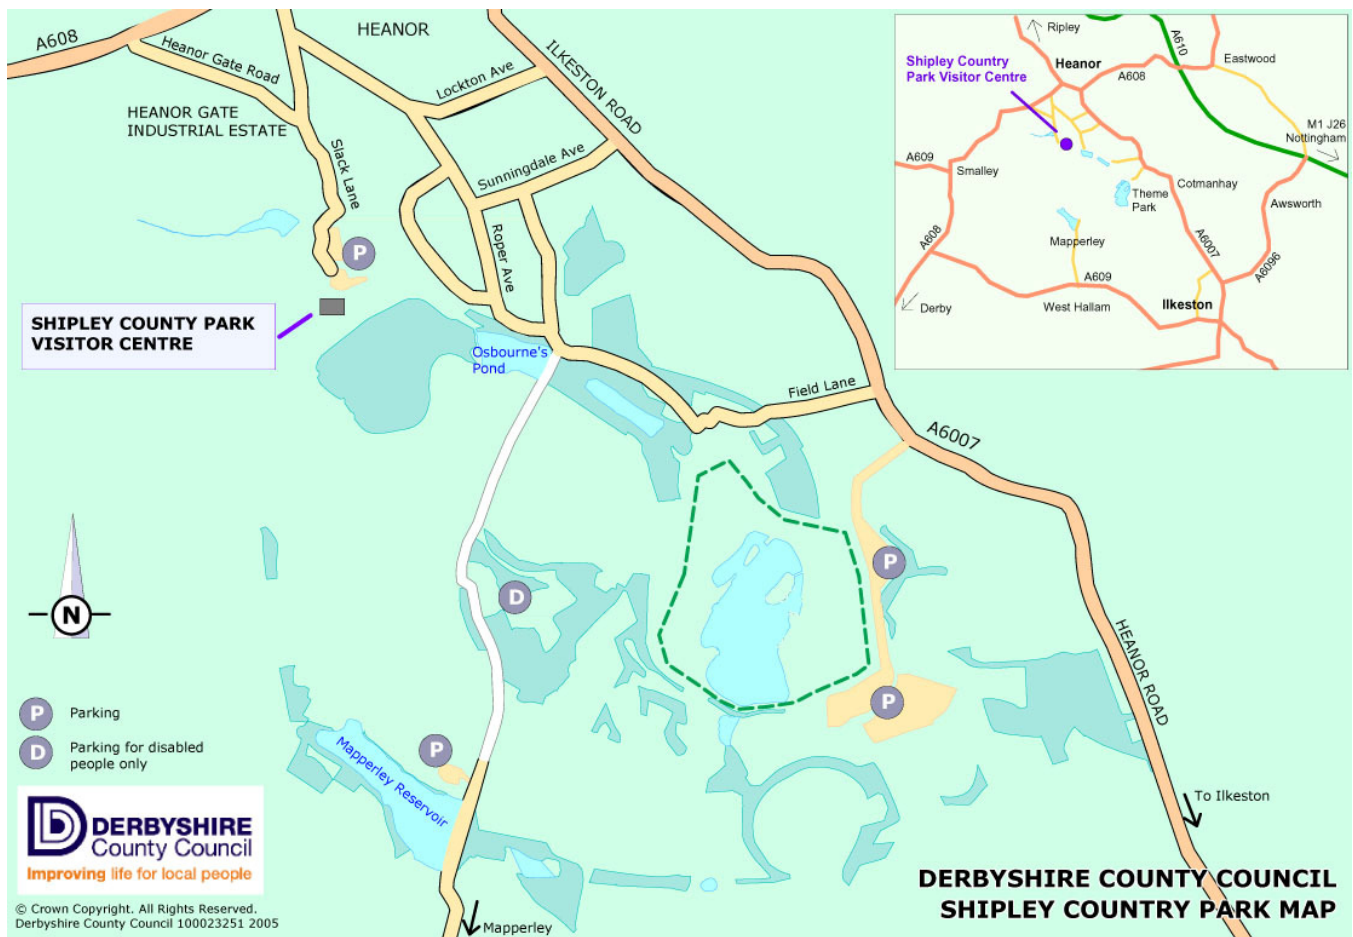 A608
HEANOR
Heanor Gate Road
HEANOR GATE
INDUSTRIAL ESTATE
Lockton Ave
ILKESTON ROAD
Slack Lane
Sunningdale Ave
Roper Ave
P
SHIPLEY COUNTY PARK
VISITOR CENTRE
Osbourne's
Pond
Field Lane
A6007
P
D
P
HEANOR ROAD
P
Mapperley Reservoir
To Ilkeston
Mapperley
N
P Parking
D Parking for disabled
people only
D DERBYSHIRE
County Council
Improving life for local people
© Crown Copyright. All Rights Reserved.
Derbyshire County Council 100023251 2005
DERBYSHIRE COUNTY COUNCIL
SHIPLEY COUNTRY PARK MAP
Ripley
A610
Shipley Country
Park Visitor Centre
Heanor
A608
Eastwood
M1 J26
Nottingham
A609
Smalley
Cotmanhay
Theme
Park
Awsworth
A608
Mapperley
A6007
A6096
A609
Derby
West Hallam
Ilkeston